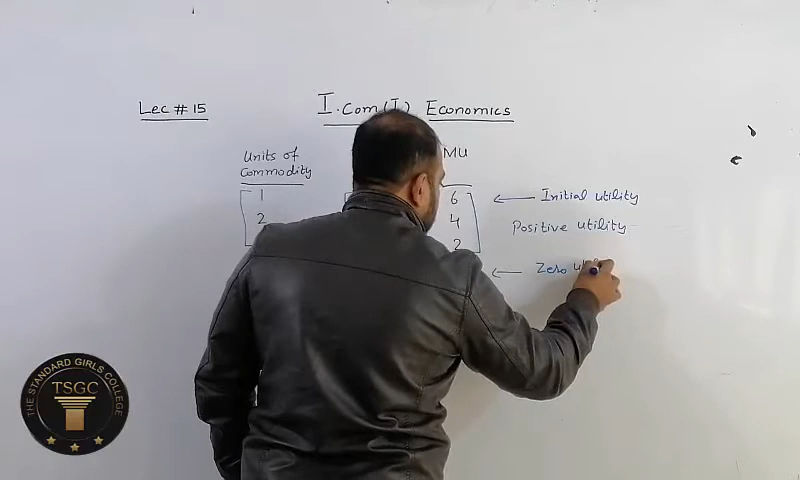 Lec # 15
I.Com (I) Economics
Units of
Commodity
MU
1
6
Initial utility
2
4
Positive utility
2
Zero
THE STANDARD GIRLS COLLEGE
TSGC